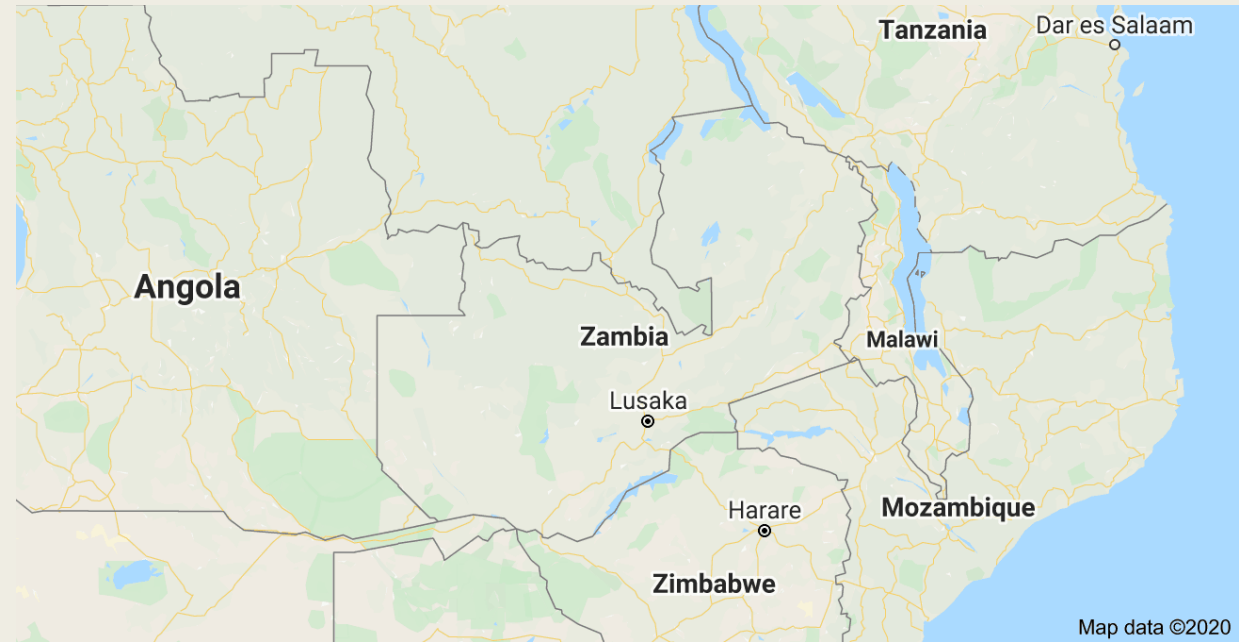 Tanzania
Dar es Salaam
Angola
Zambia
Malawi
Lusaka
Harare
Mozambique
Zimbabwe
Map data ©2020